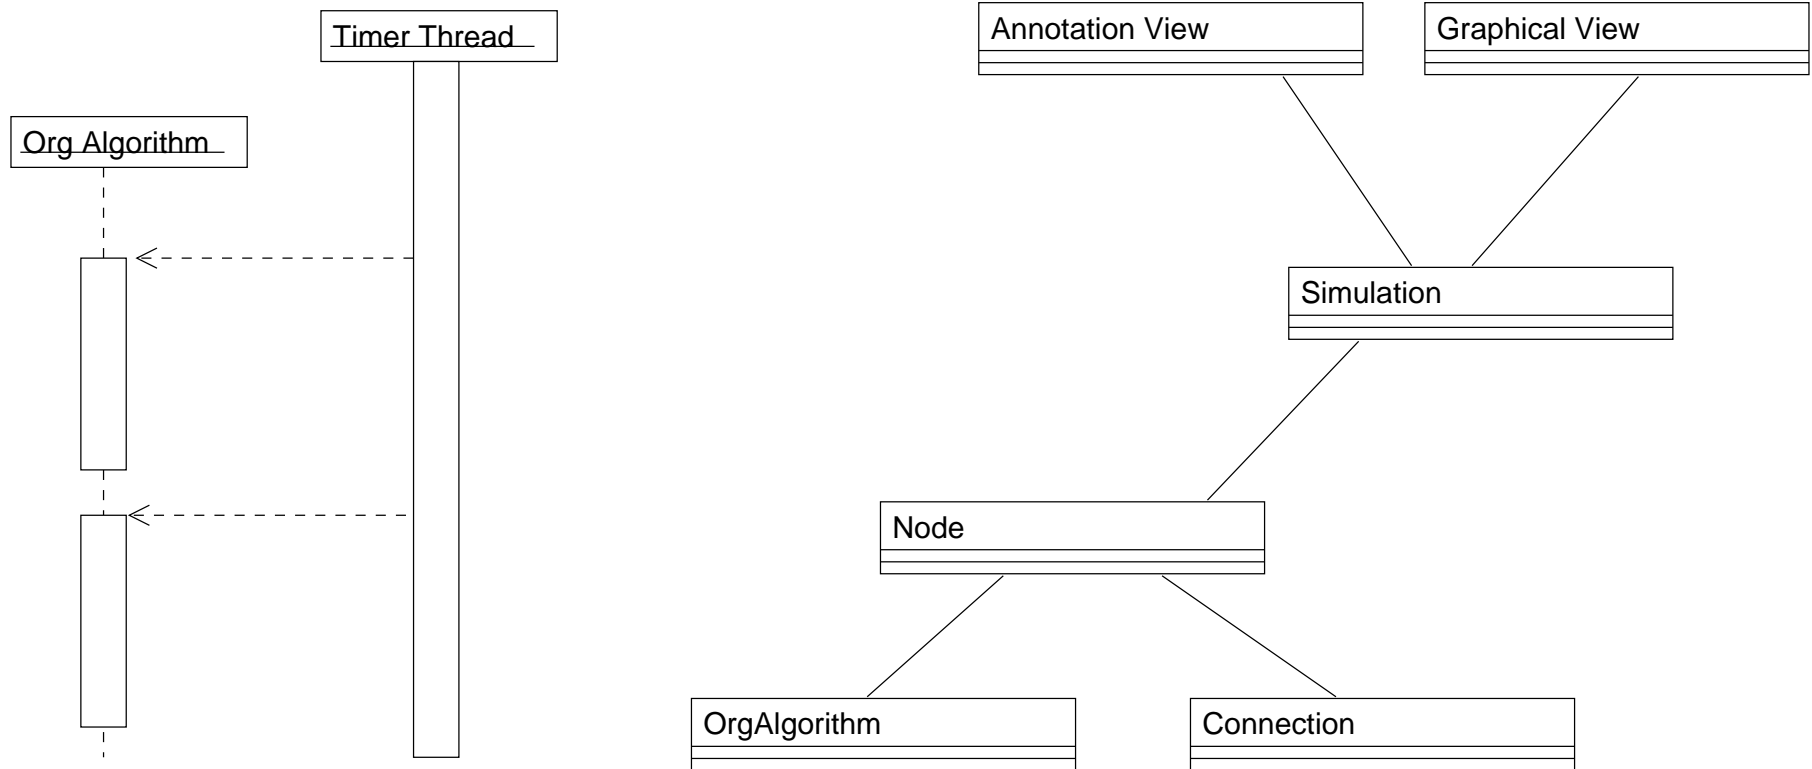 Timer Thread
Org Algorithm
Annotation View
Graphical View
Simulation
Node
OrgAlgorithm
Connection